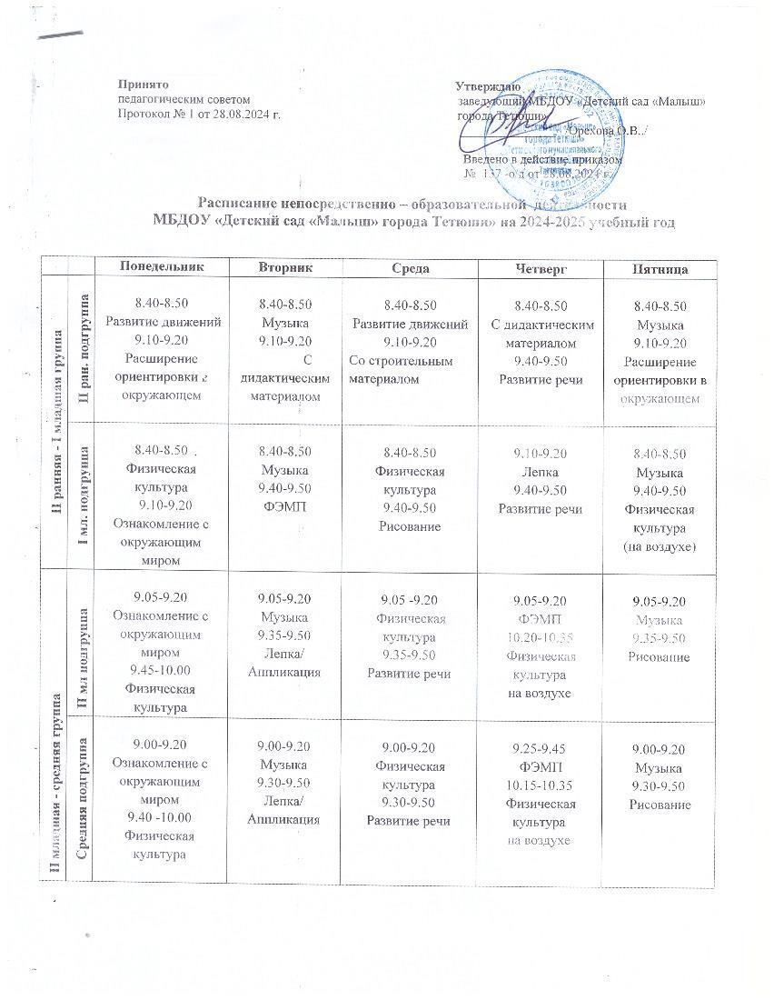 Принято
педагогическим советом
Протокол № 1 от 28.08.2024 г.
Утверждаю
заведующий МБДОУ «Детский сад «Малыш»
города Тетюши»
/Орехова О.В../
Введено в действие приказом
№ 137 -о/д от 28.08.2024 г.
Расписание непосредственно – образовательной деятельности
МБДОУ «Детский сад «Малыш» города Тетюши» на 2024-2025 учебный год
Понедельник Вторник Среда Четверг Пятница
II ранняя - I младшая группа
II ран. подгруппа
8.40-8.50
Развитие движений
9.10-9.20
Расширение
ориентировки в
окружающем
8.40-8.50
Музыка
9.10-9.20
С
дидактическим
материалом
8.40-8.50
Развитие движений
9.10-9.20
Со строительным
материалом
8.40-8.50
С дидактическим
материалом
9.40-9.50
Развитие речи
8.40-8.50
Музыка
9.10-9.20
Расширение
ориентировки в
окружающем
I мл. подгруппа
8.40-8.50
Физическая
культура
9.10-9.20
Ознакомление с
окружающим
миром
8.40-8.50
Музыка
9.40-9.50
ФЭМП
8.40-8.50
Физическая
культура
9.40-9.50
Рисование
9.10-9.20
Лепка
9.40-9.50
Развитие речи
8.40-8.50
Музыка
9.40-9.50
Физическая
культура
(на воздухе)
II младшая - средняя группа
II мл подгруппа
9.05-9.20
Ознакомление с
окружающим
миром
9.45-10.00
Физическая
культура
9.05-9.20
Музыка
9.35-9.50
Лепка/
Аппликация
9.05 -9.20
Физическая
культура
9.35-9.50
Развитие речи
9.05-9.20
ФЭМП
10.20-10.35
Физическая
культура
на воздухе
9.05-9.20
Музыка
9.35-9.50
Рисование
Средняя подгруппа
9.00-9.20
Ознакомление с
окружающим
миром
9.40 -10.00
Физическая
культура
9.00-9.20
Музыка
9.30-9.50
Лепка/
Аппликация
9.00-9.20
Физическая
культура
9.30-9.50
Развитие речи
9.25-9.45
ФЭМП
10.15-10.35
Физическая
культура
на воздухе
9.00-9.20
Музыка
9.30-9.50
Рисование